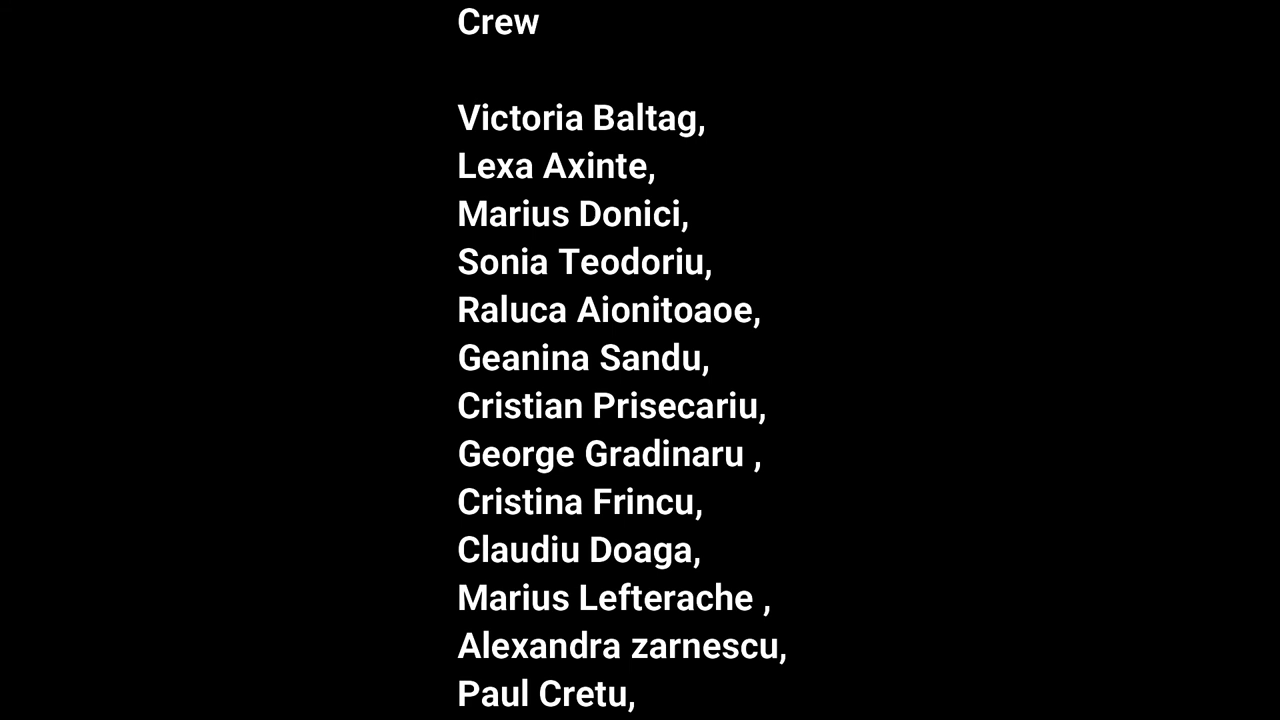 Crew
Victoria Baltag,
Lexa Axinte,
Marius Donici,
Sonia Teodoriu,
Raluca Aionitoaoe,
Geanina Sandu,
Cristian Prisecariu,
George Gradinaru ,
Cristina Frincu,
Claudiu Doaga,
Marius Lefterache ,
Alexandra zarnescu,
Paul Cretu,